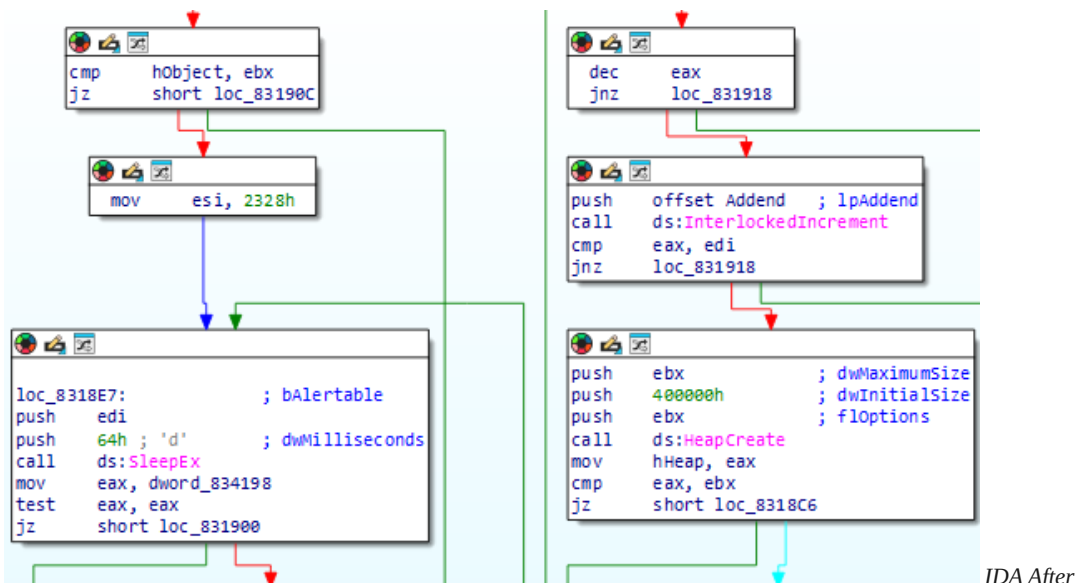 cmp hObject, ebx
jz short loc_83190C
mov esi, 2328h
loc_8318E7: ; bAlertable
push edi
push 64h ; 'd' ; dwMilliseconds
call ds:SleepEx
mov eax, dword_834198
test eax, eax
jz short loc_831900
dec eax
jnz loc_831918
push offset Addend ; lpAddend
call ds:InterlockedIncrement
cmp eax, edi
jnz loc_831918
push ebx ; dwMaximumSize
push 400000h ; dwInitialSize
push ebx ; flOptions
call ds:HeapCreate
mov hHeap, eax
cmp eax, ebx
jz short loc_8318C6
IDA After